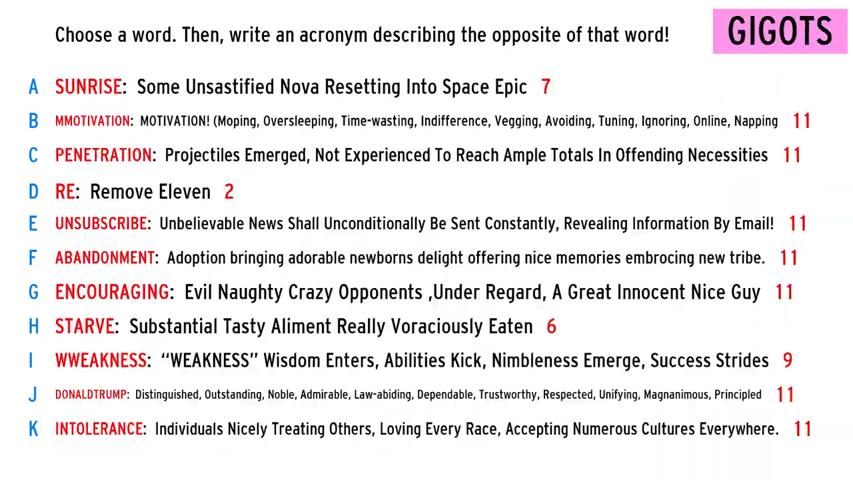 Choose a word. Then, write an acronym describing the opposite of that word!
GIGOTS
A SUNRISE: Some Unsastified Nova Resetting Into Space Epic 7
B MMOTIVATION: MOTIVATION! (Moping, Oversleeping, Time-wasting, Indifference, Vegging, Avoiding, Tuning, Ignoring, Online, Napping 11
C PENETRATION: Projectiles Emerged, Not Experienced To Reach Ample Totals In Offending Necessities 11
D RE: Remove Eleven 2
E UNSUBSCRIBE: Unbelievable News Shall Unconditionally Be Sent Constantly, Revealing Information By Email! 11
F ABANDONMENT: Adoption bringing adorable newborns delight offering nice memories embrocing new tribe. 11
G ENCOURAGING: Evil Naughty Crazy Opponents ,Under Regard, A Great Innocent Nice Guy 11
H STARVE: Substantial Tasty Aliment Really Voraciously Eaten 6
I WWEAKNESS: “WEAKNESS” Wisdom Enters, Abilities Kick, Nimbleness Emerge, Success Strides 9
J DONALDTRUMP: Distinguished, Outstanding, Noble, Admirable, Law-abiding, Dependable, Trustworthy, Respected, Unifying, Magnanimous, Principled 11
K INTOLERANCE: Individuals Nicely Treating Others, Loving Every Race, Accepting Numerous Cultures Everywhere. 11